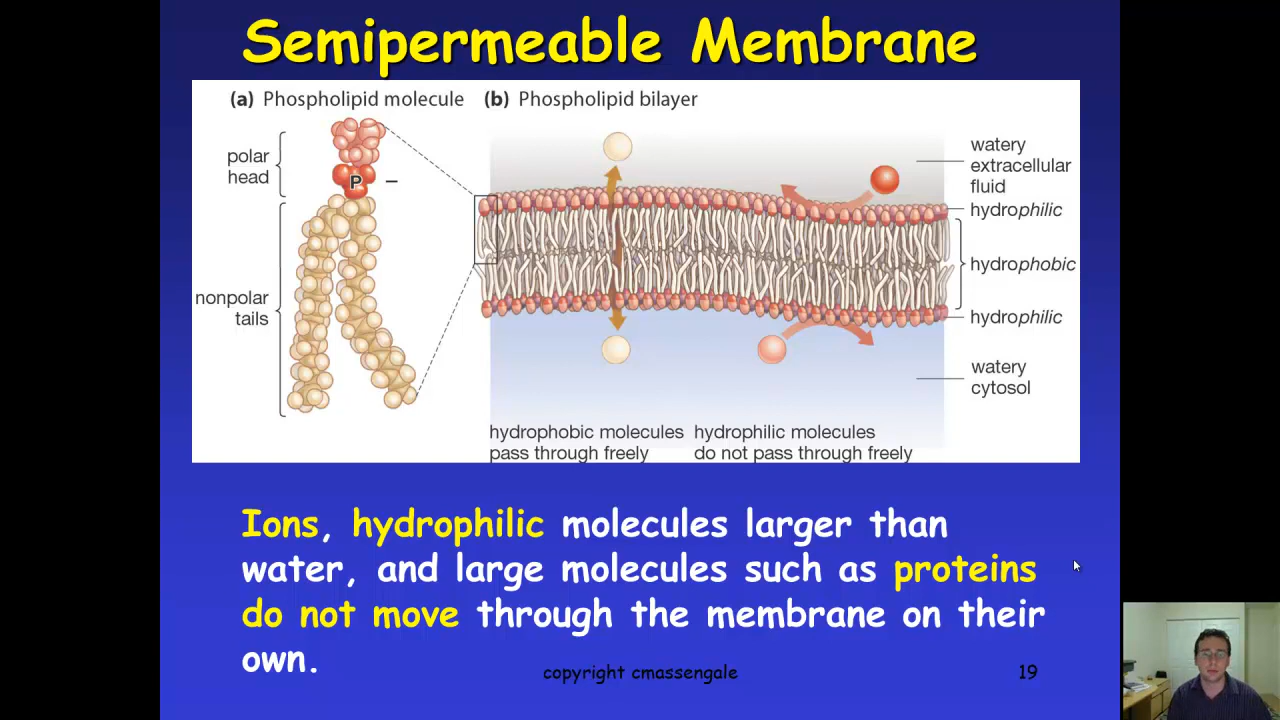 Semipermeable Membrane
(a) Phospholipid molecule
(b) Phospholipid bilayer
polar
head
P –
nonpolar
tails
watery
extracellular
fluid
hydrophilic
hydrophobic
hydrophilic
watery
cytosol
hydrophobic molecules
pass through freely
hydrophilic molecules
do not pass through freely
Ions, hydrophilic molecules larger than
water, and large molecules such as proteins
do not move through the membrane on their
own.
copyright cmassengale
19